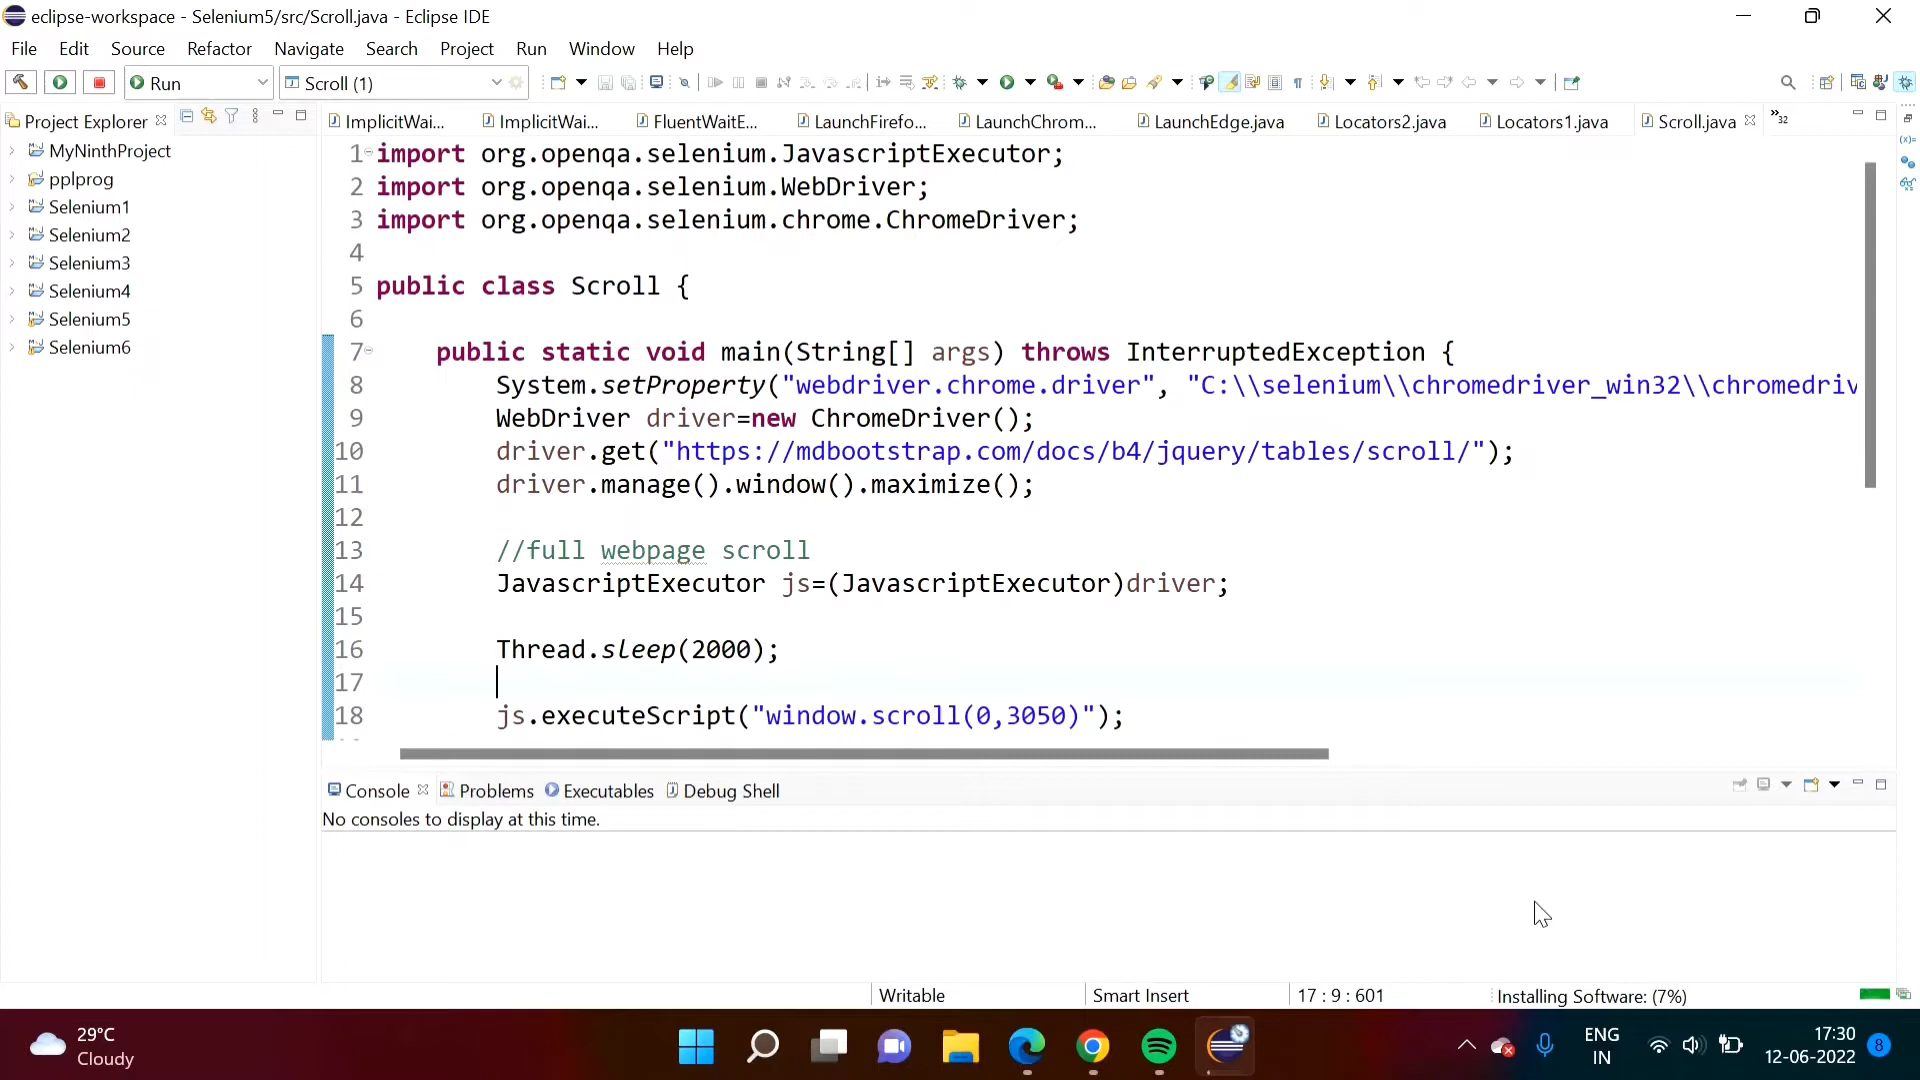 eclipse-workspace - Selenium5/src/Scroll.java - Eclipse IDE
File Edit Source Refactor Navigate Search Project Run Window Help
Run Scroll (1)
Project Explorer
MyNinthProject
pplprog
Selenium1
Selenium2
Selenium3
Selenium4
Selenium5
Selenium6
ImplicitWai... ImplicitWai... FluentWaitE... LaunchFirefo... LaunchChrom... LaunchEdge.java Locators2.java Locators1.java Scroll.java »32
1 import org.openqa.selenium.JavascriptExecutor;
2 import org.openqa.selenium.WebDriver;
3 import org.openqa.selenium.chrome.ChromeDriver;
4
5 public class Scroll {
6
7 public static void main(String[] args) throws InterruptedException {
8 System.setProperty("webdriver.chrome.driver", "C:\\selenium\\chromedriver_win32\\chromedriv
9 WebDriver driver=new ChromeDriver();
10 driver.get("https://mdbootstrap.com/docs/b4/jquery/tables/scroll/");
11 driver.manage().window().maximize();
12
13 //full webpage scroll
14 JavascriptExecutor js=(JavascriptExecutor)driver;
15
16 Thread.sleep(2000);
17
18 js.executeScript("window.scroll(0,3050)");
Console Problems Executables Debug Shell
No consoles to display at this time.
Writable Smart Insert 17 : 9 : 601 Installing Software: (7%)
29°C
Cloudy
ENG
IN
17:30
12-06-2022
8